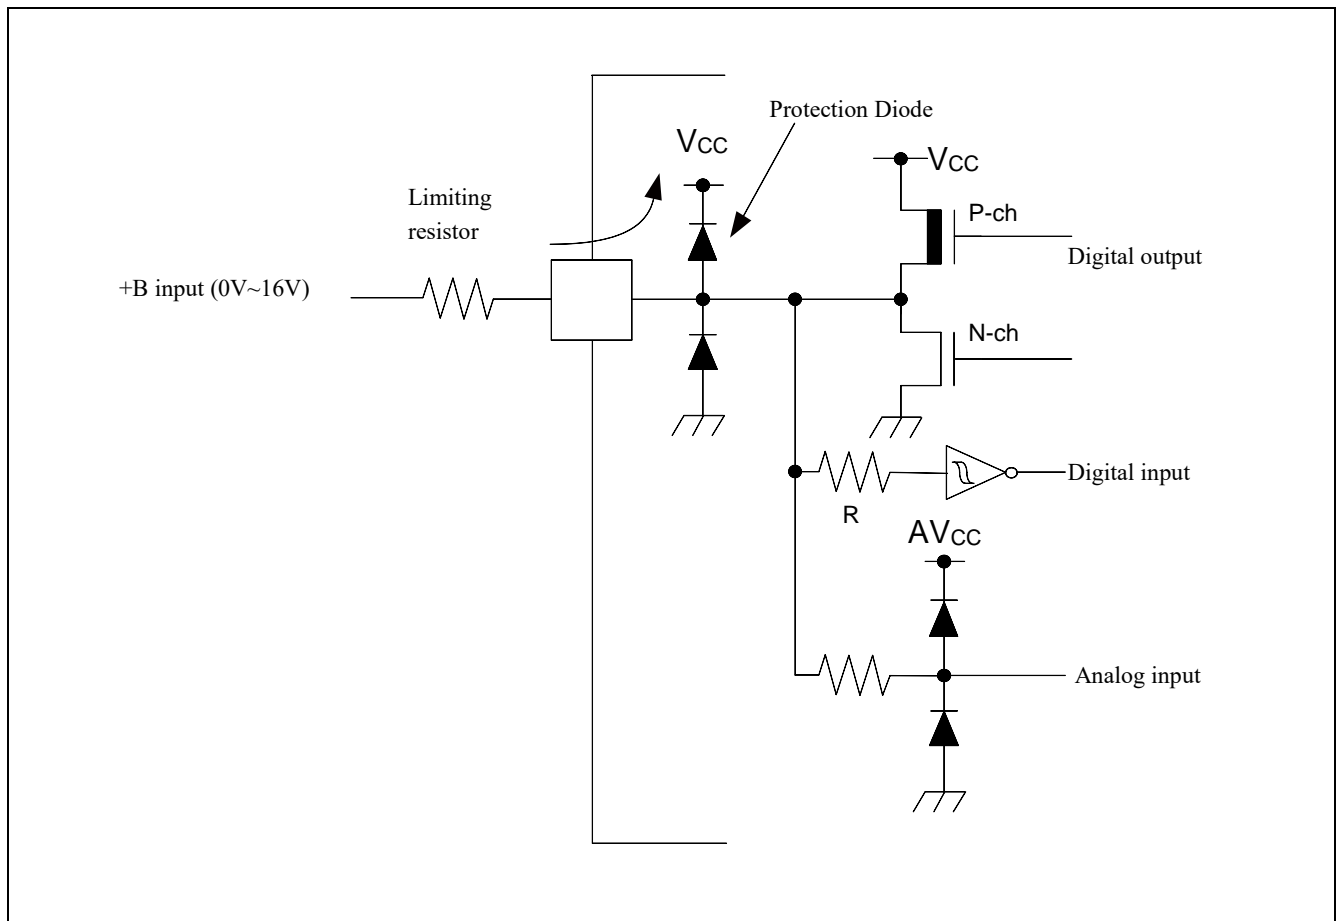 Protection Diode
VCC
VCC
Limiting
resistor
P-ch
Digital output
+B input (0V~16V)
N-ch
Digital input
R
AVCC
Analog input